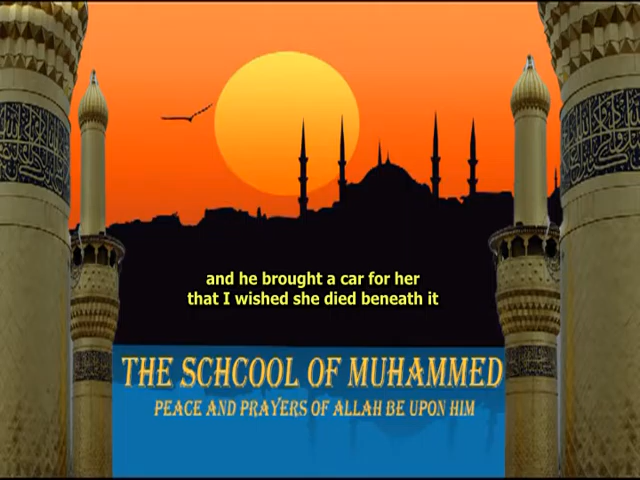 and he brought a car for her
that I wished she died beneath it
THE SCHCOOL OF MUHAMMED
PEACE AND PRAYERS OF ALLAH BE UPON HIM